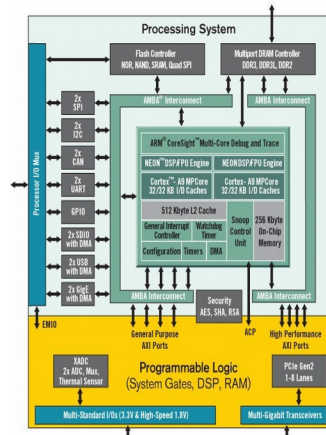 Processing System
Flash Controller
NOR, NAND, SRAM, Quad SPI
Multiport DRAM Controller
DDR3, DDR3L, DDR2
Processor I/O Mux
2x
SPI
2x
I2C
2x
CAN
2x
UART
GPIO
2x SDIO
with DMA
2x USB
with DMA
2x GigE
with DMA
EMIO
AMBA® Interconnect
AMBA Interconnect
ARM® CoreSight™ Multi-Core Debug and Trace
NEON™DSP/FPU Engine
NEONDSP/FPU Engine
Cortex™- A9 MPCore
32/32 KB I/D Caches
Cortex- A9 MPCore
32/32 KB I/D Caches
512 Kbyte L2 Cache
General Interrupt
Controller
Watchdog
Timer
Configuration
Timers
DMA
Snoop
Control
Unit
256 Kbyte
On-Chip
Memory
AMBA Interconnect
Security
AES, SHA, RSA
AMBA Interconnect
General Purpose
AXI Ports
ACP
High Performance
AXI Ports
Programmable Logic
(System Gates, DSP, RAM)
XADC
2x ADC, Mux,
Thermal Sensor
PCIe Gen2
1-8 Lanes
Multi-Standard I/Os (3.3V & High-Speed 1.8V)
Multi-Gigabit Transceivers